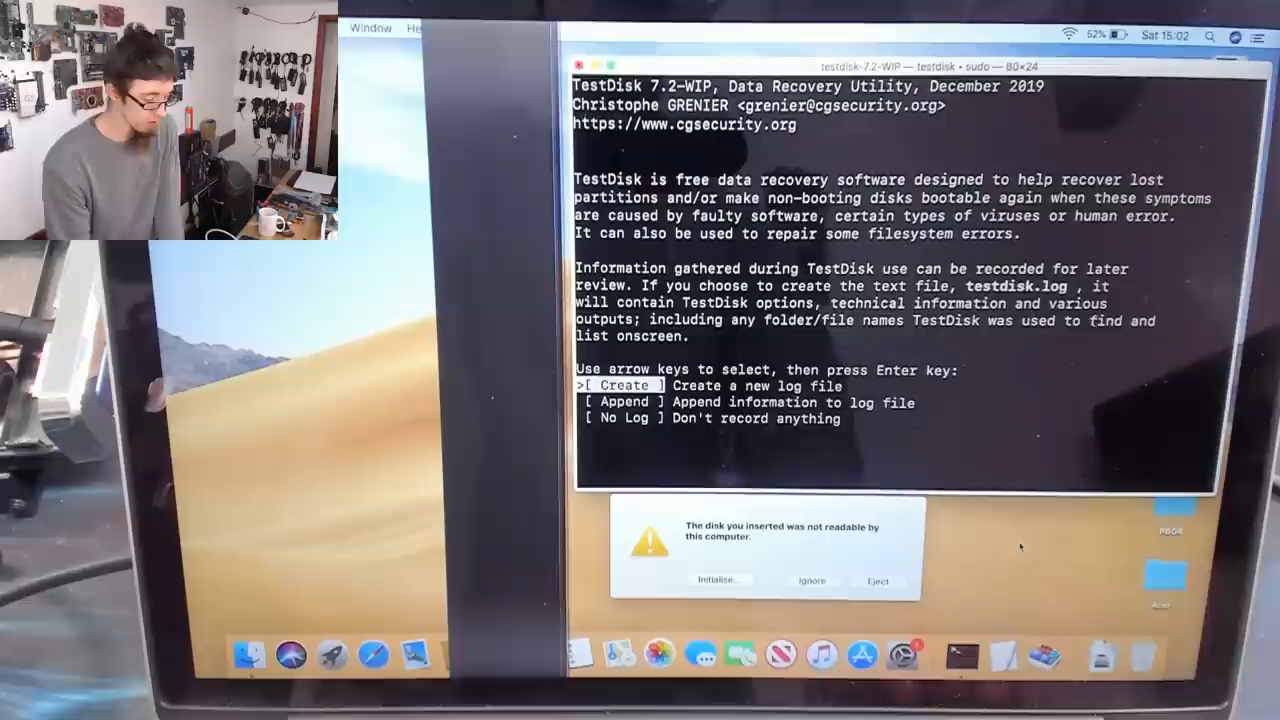 Window He
52% Sat 15:02
testdisk-7.2-WIP — testdisk • sudo — 80×24
TestDisk 7.2-WIP, Data Recovery Utility, December 2019
Christophe GRENIER <grenier@cgsecurity.org>
https://www.cgsecurity.org
TestDisk is free data recovery software designed to help recover lost
partitions and/or make non-booting disks bootable again when these symptoms
are caused by faulty software, certain types of viruses or human error.
It can also be used to repair some filesystem errors.
Information gathered during TestDisk use can be recorded for later
review. If you choose to create the text file, testdisk.log , it
will contain TestDisk options, technical information and various
outputs; including any folder/file names TestDisk was used to find and
list onscreen.
Use arrow keys to select, then press Enter key:
>[ Create ] Create a new log file
[ Append ] Append information to log file
[ No Log ] Don't record anything
The disk you inserted was not readable by
this computer.
Initialise... Ignore Eject
PBG4
Acer